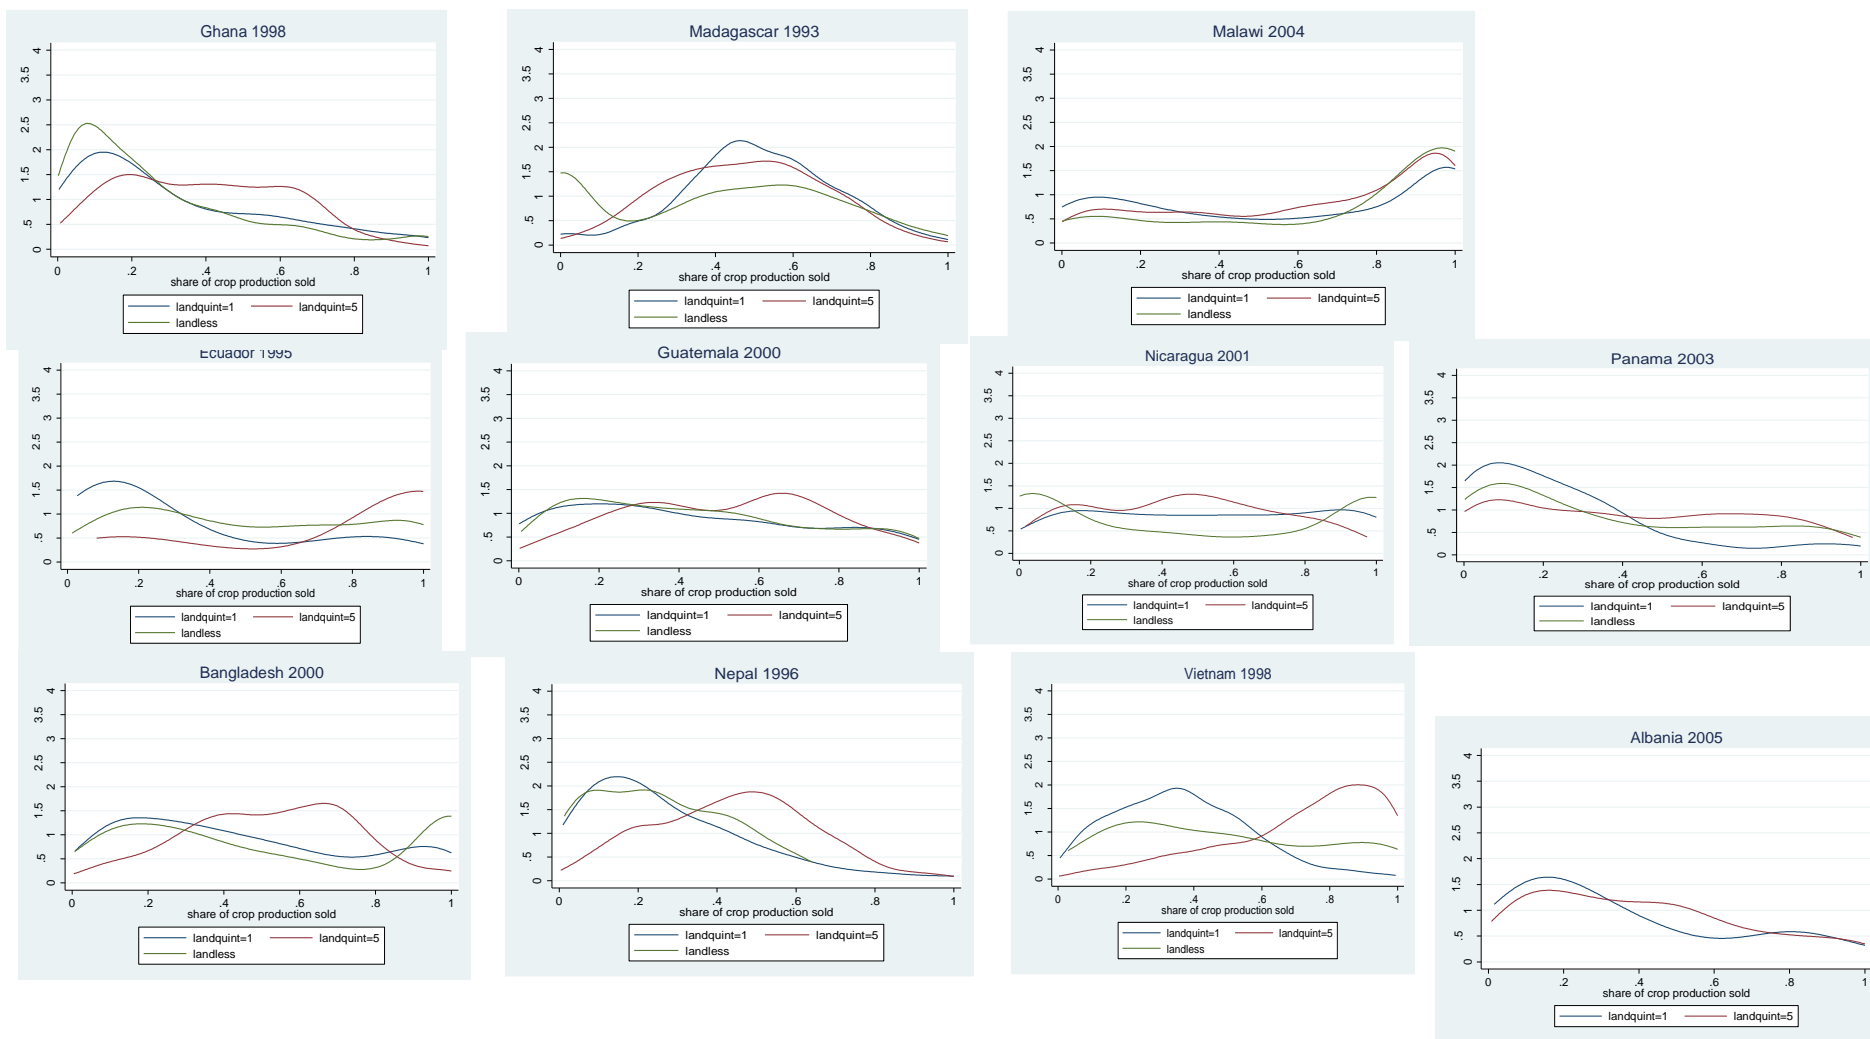 Ghana 1998
4
3.5
3
2.5
2
1.5
1
.5
0
0 .2 .4 .6 .8 1
share of crop production sold
landquint=1 landquint=5
landless
Madagascar 1993
4
3.5
3
2.5
2
1.5
1
.5
0
0 .2 .4 .6 .8 1
share of crop production sold
landquint=1 landquint=5
landless
Malawi 2004
4
3.5
3
2.5
2
1.5
1
.5
0
0 .2 .4 .6 .8 1
share of crop production sold
landquint=1 landquint=5
landless
Ecuador 1995
4
3.5
3
2.5
2
1.5
1
.5
0
0 .2 .4 .6 .8 1
share of crop production sold
landquint=1 landquint=5
landless
Guatemala 2000
4
3.5
3
2.5
2
1.5
1
.5
0
0 .2 .4 .6 .8 1
share of crop production sold
landquint=1 landquint=5
landless
Nicaragua 2001
4
3.5
3
2.5
2
1.5
1
.5
0
0 .2 .4 .6 .8 1
share of crop production sold
landquint=1 landquint=5
landless
Panama 2003
4
3.5
3
2.5
2
1.5
1
.5
0
0 .2 .4 .6 .8 1
share of crop production sold
landquint=1 landquint=5
landless
Bangladesh 2000
4
3.5
3
2.5
2
1.5
1
.5
0
0 .2 .4 .6 .8 1
share of crop production sold
landquint=1 landquint=5
landless
Nepal 1996
4
3.5
3
2.5
2
1.5
1
.5
0
0 .2 .4 .6 .8 1
share of crop production sold
landquint=1 landquint=5
landless
Vietnam 1998
4
3.5
3
2.5
2
1.5
1
.5
0
0 .2 .4 .6 .8 1
share of crop production sold
landquint=1 landquint=5
landless
Albania 2005
4
3.5
3
2.5
2
1.5
1
.5
0
0 .2 .4 .6 .8 1
share of crop production sold
landquint=1 landquint=5